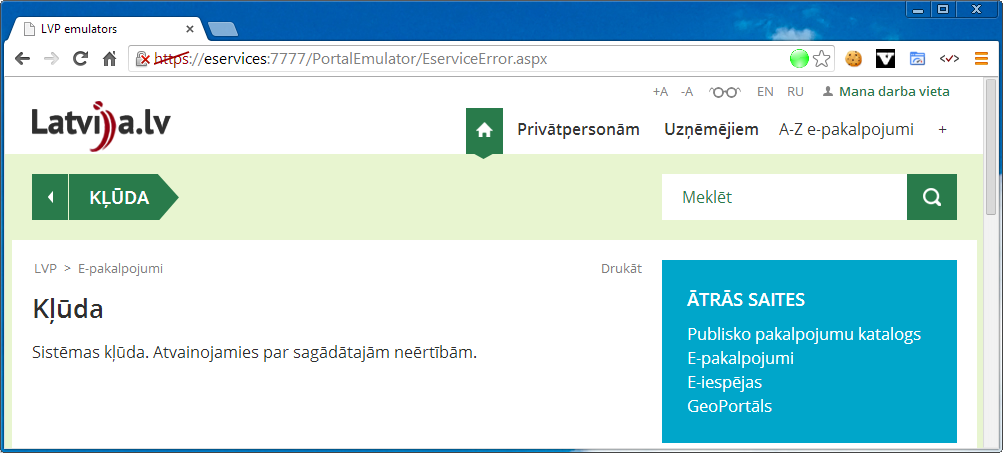 LVP emulators
https://eservices:7777/PortalEmulator/EserviceError.aspx
+A -A EN RU Mana darba vieta
Latvija.lv
Privātpersonām Uzņēmējiem A-Z e-pakalpojumi +
KĻŪDA
Meklēt
LVP > E-pakalpojumi
Drukāt
Kļūda
Sistēmas kļūda. Atvainojamies par sagādātajām neērtībām.
ĀTRĀS SAITES
Publisko pakalpojumu katalogs
E-pakalpojumi
E-iespējas
GeoPortāls